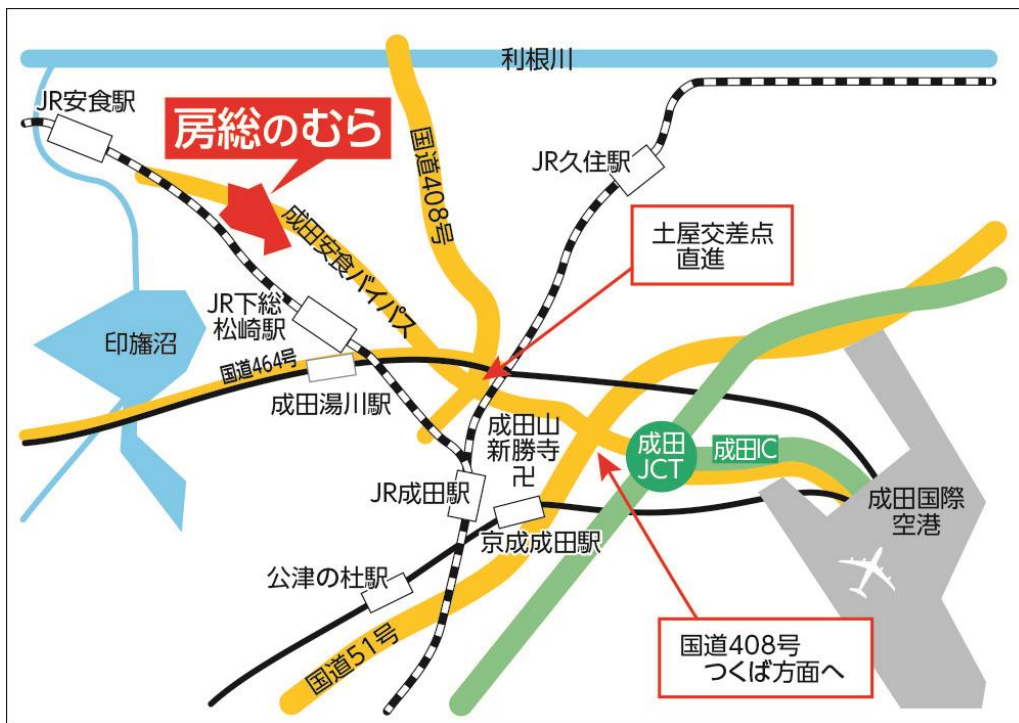 利根川
JR安食駅
房総のむら
国道408号
JR久住駅
成田安食バイパス
土屋交差点
直進
JR下総
松崎駅
印旛沼
国道464号
成田湯川駅
成田山
新勝寺
卍
成田
JCT
成田IC
JR成田駅
成田国際
空港
京成成田駅
公津の杜駅
国道51号
国道408号
つくば方面へ